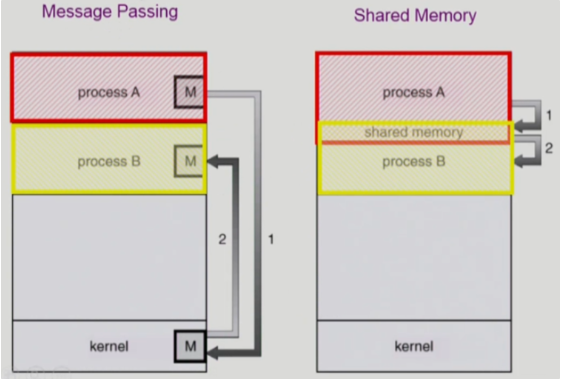 Message Passing
process A
M
process B
M
2
1
kernel
M
Shared Memory
process A
1
shared memory
2
process B
kernel